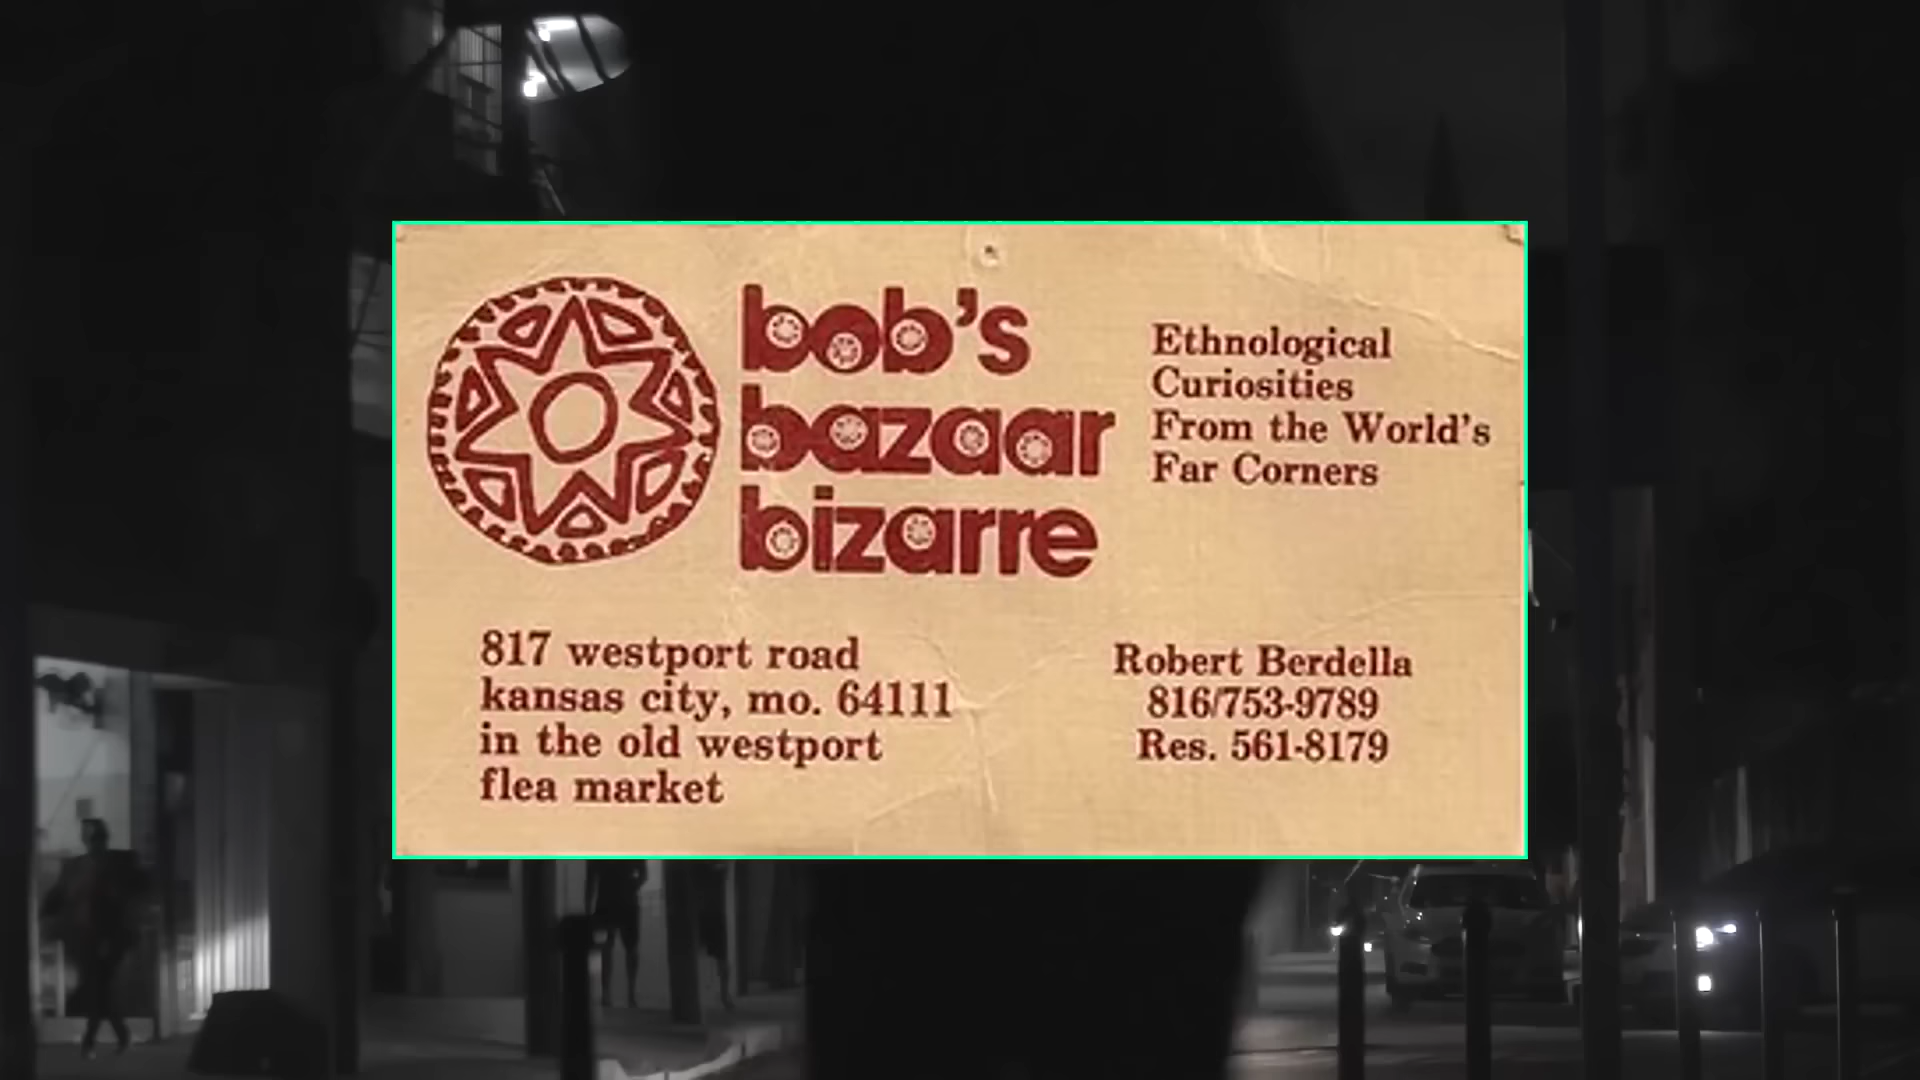 bob's
bazaar
bizarre
Ethnological
Curiosities
From the World's
Far Corners
817 westport road
kansas city, mo. 64111
in the old westport
flea market
Robert Berdella
816/753-9789
Res. 561-8179